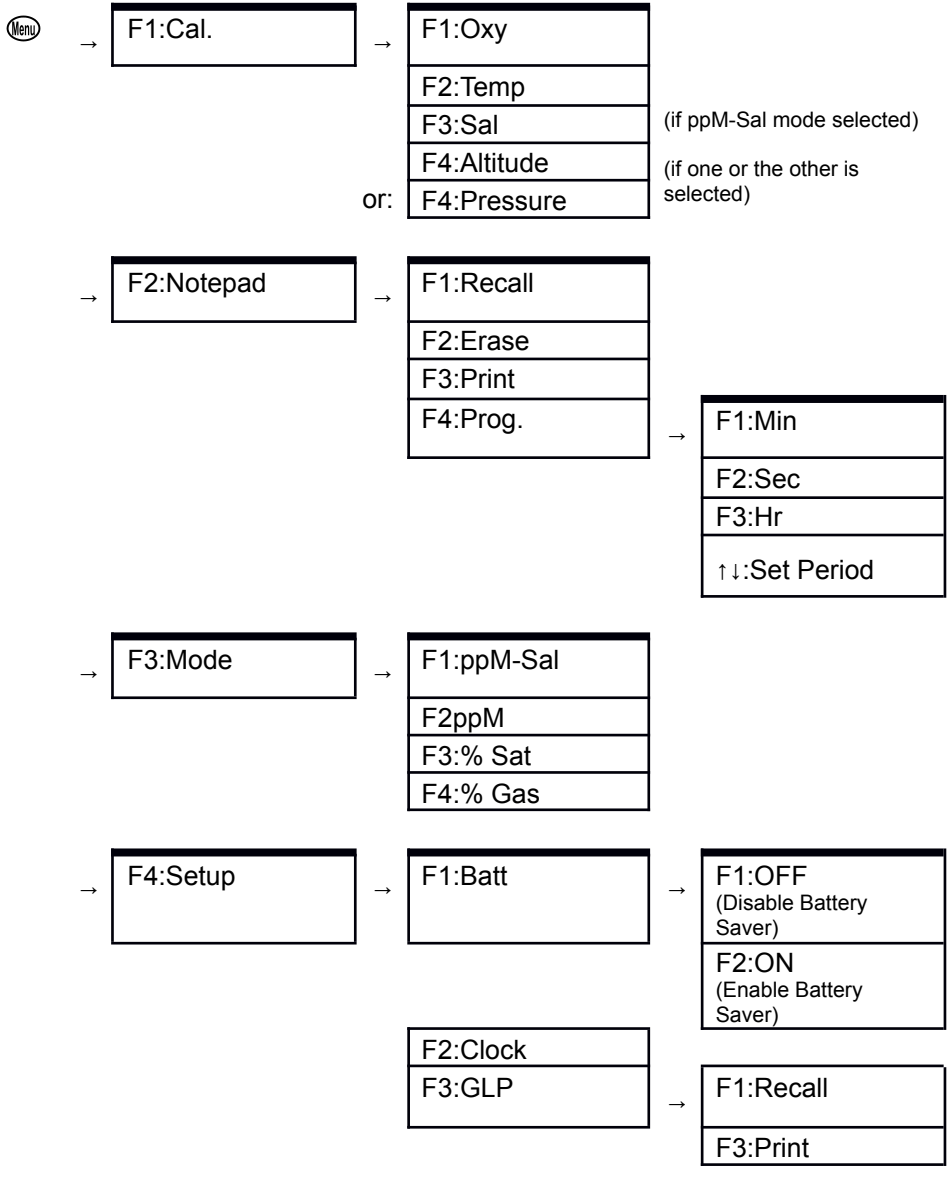 Menu
→ F1:Cal. → F1:Oxy
F2:Temp
F3:Sal (if ppM-Sal mode selected)
F4:Altitude (if one or the other is
selected)
or: F4:Pressure
→ F2:Notepad → F1:Recall
F2:Erase
F3:Print
F4:Prog. → F1:Min
F2:Sec
F3:Hr
↑↓:Set Period
→ F3:Mode → F1:ppM-Sal
F2ppM
F3:% Sat
F4:% Gas
→ F4:Setup → F1:Batt → F1:OFF
(Disable Battery
Saver)
F2:ON
(Enable Battery
Saver)
F2:Clock
F3:GLP → F1:Recall
F3:Print